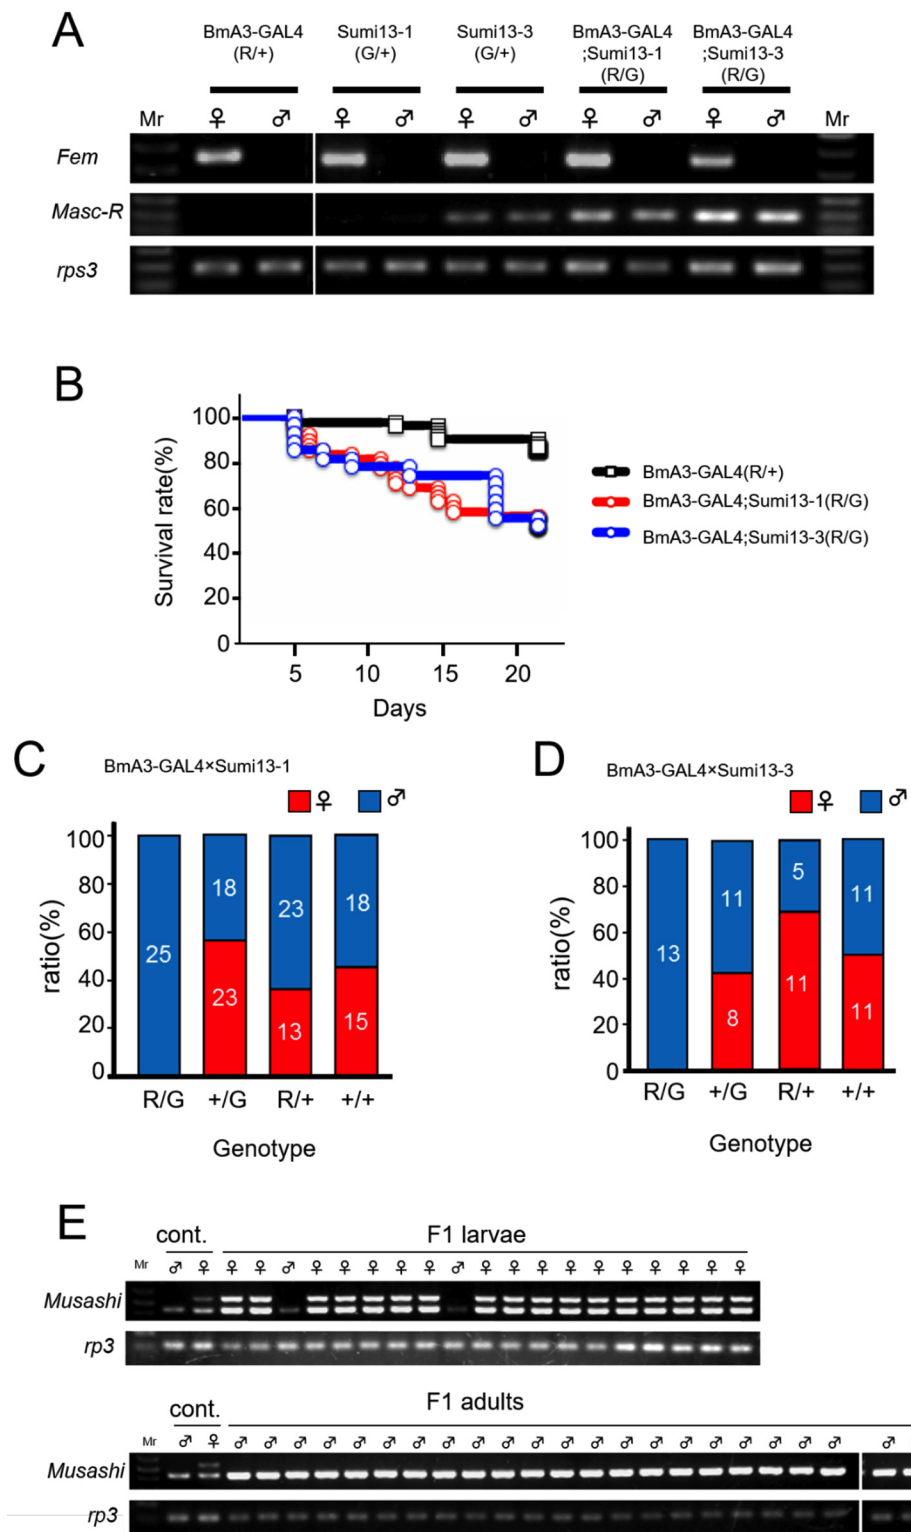 A
BmA3-GAL4 (R/+)
Sumi13-1 (G/+)
Sumi13-3 (G/+)
BmA3-GAL4 ;Sumi13-1 (R/G)
BmA3-GAL4 ;Sumi13-3 (R/G)
Mr ♀ ♂ ♀ ♂ ♀ ♂ ♀ ♂ ♀ ♂ Mr
Fem
Masc-R
rps3
B
Survival rate(%)
100
80
60
40
20
0
5 10 15 20
Days
BmA3-GAL4(R/+)
BmA3-GAL4;Sumi13-1(R/G)
BmA3-GAL4;Sumi13-3(R/G)
C
BmA3-GAL4×Sumi13-1
♀ ♂
ratio(%)
100
80
60
40
20
0
25
18
23
23
13
18
15
R/G +/G R/+ +/+
Genotype
D
BmA3-GAL4×Sumi13-3
♀ ♂
ratio(%)
100
80
60
40
20
0
13
11
8
5
11
11
11
R/G +/G R/+ +/+
Genotype
E
cont. F1 larvae
Mr ♂ ♀ ♀ ♀ ♂ ♀ ♀ ♀ ♀ ♀ ♂ ♀ ♀ ♀ ♀ ♀ ♀ ♀ ♀ ♀ ♀
Musashi
rp3
cont. F1 adults
Mr ♂ ♀ ♂ ♂ ♂ ♂ ♂ ♂ ♂ ♂ ♂ ♂ ♂ ♂ ♂ ♂ ♂ ♂ ♂ ♂ ♂ ♂
Musashi
rp3